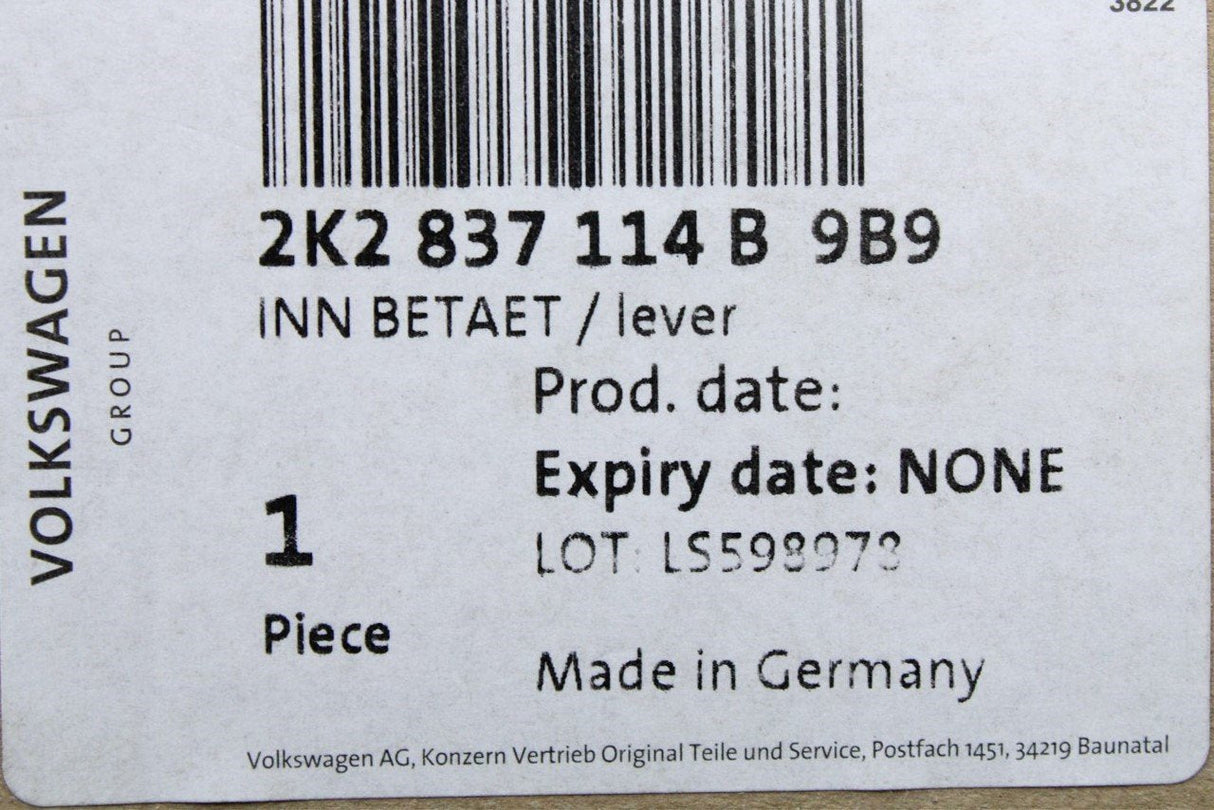 3822
2K2 837 114 B 9B9
INN BETAET / lever
Prod. date:
Expiry date: NONE
1
LOT: LS598978
Piece
Made in Germany
Volkswagen AG, Konzern Vertrieb Original Teile und Service, Postfach 1451, 34219 Baunatal
VOLKSWAGEN
GROUP